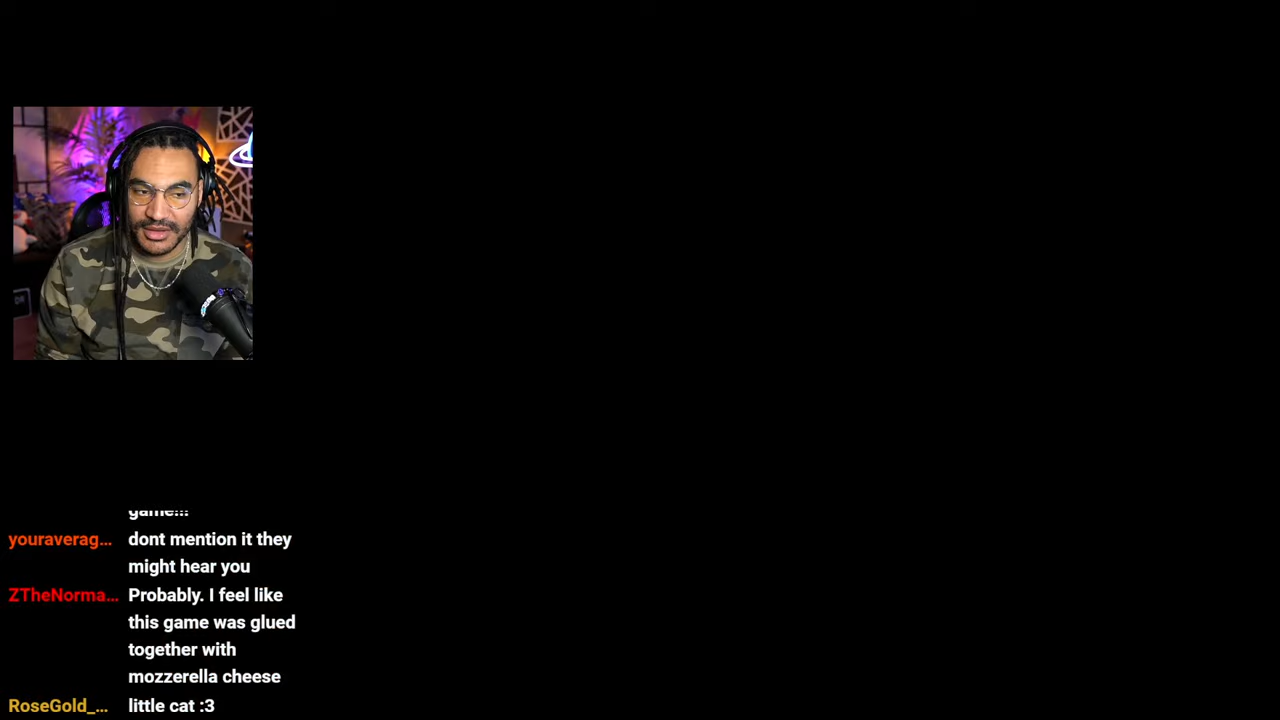 game...
youraverag... dont mention it they
might hear you
ZTheNorma... Probably. I feel like
this game was glued
together with
mozzerella cheese
RoseGold_... little cat :3